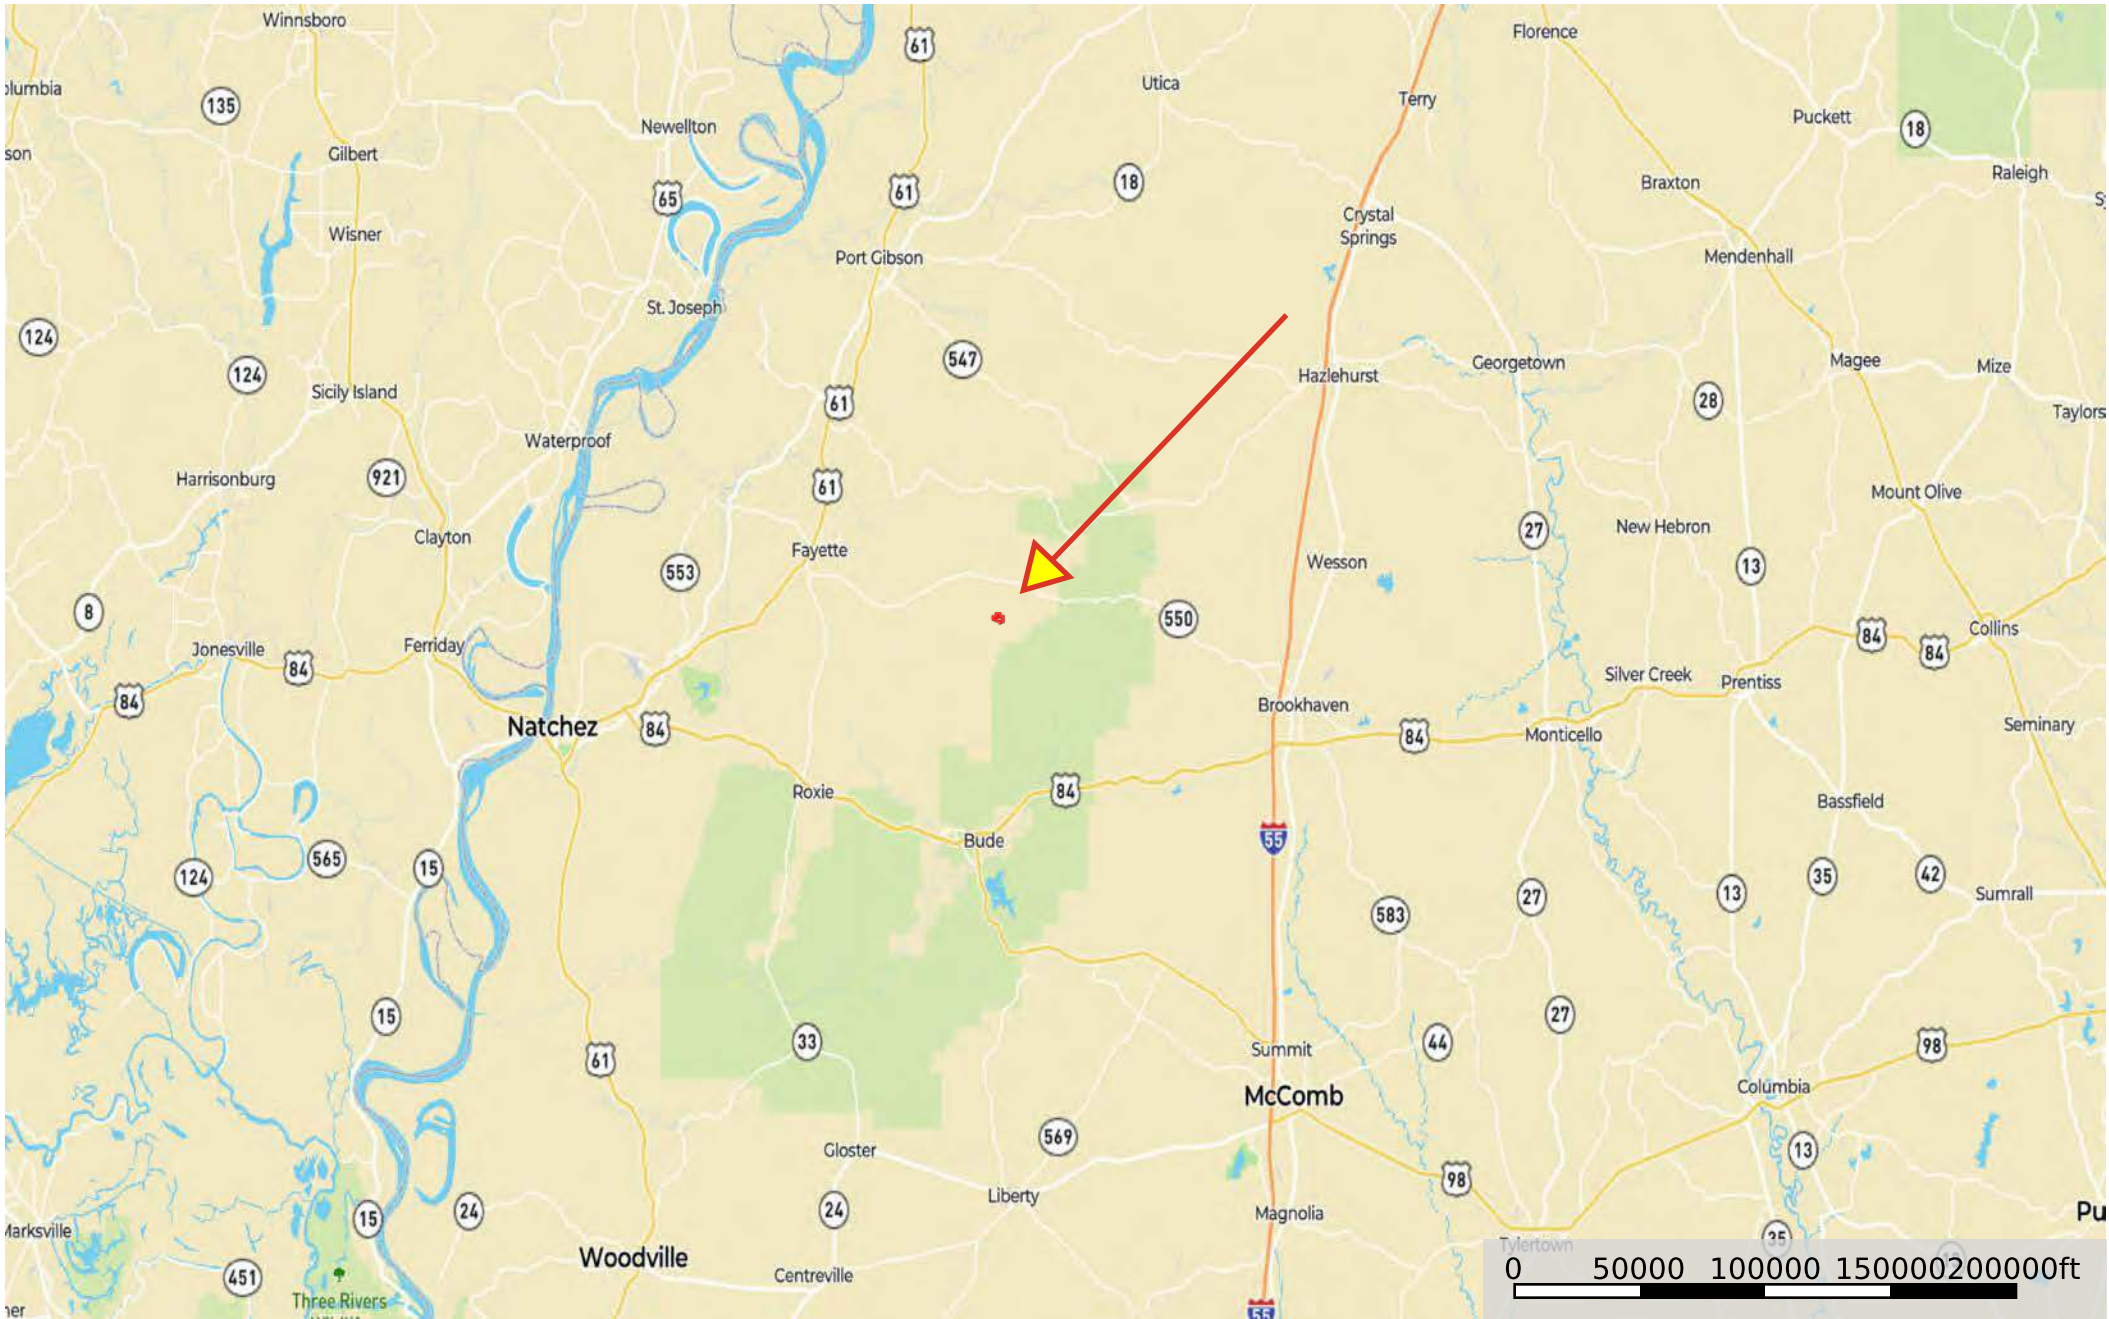 Winnsboro
61
Florence
Utica
Terry
135
Puckett
18
Newellton
Gilbert
Raleigh
18
Braxton
61
65
Crystal
Springs
Wisner
Port Gibson
Mendenhall
St. Joseph
124
547
Georgetown
Magee
Mize
124
Hazlehurst
Sicily Island
28
61
Taylors
Waterproof
921
Harrisonburg
61
Mount Olive
Clayton
27
New Hebron
Fayette
Wesson
13
553
8
550
Collins
84
84
Jonesville
Ferriday
84
Silver Creek
Prentiss
84
Brookhaven
Natchez
84
84
Monticello
Seminary
Roxie
84
Bassfield
Bude
55
565
15
124
35
42
13
27
Sumrall
583
15
27
33
44
98
Summit
61
Columbia
McComb
569
Gloster
13
98
Liberty
15
24
24
Magnolia
Marksville
Pu
35
Tylertown
Woodville
Centreville
451
Three Rivers
0 50000 100000 150000 200000ft
55